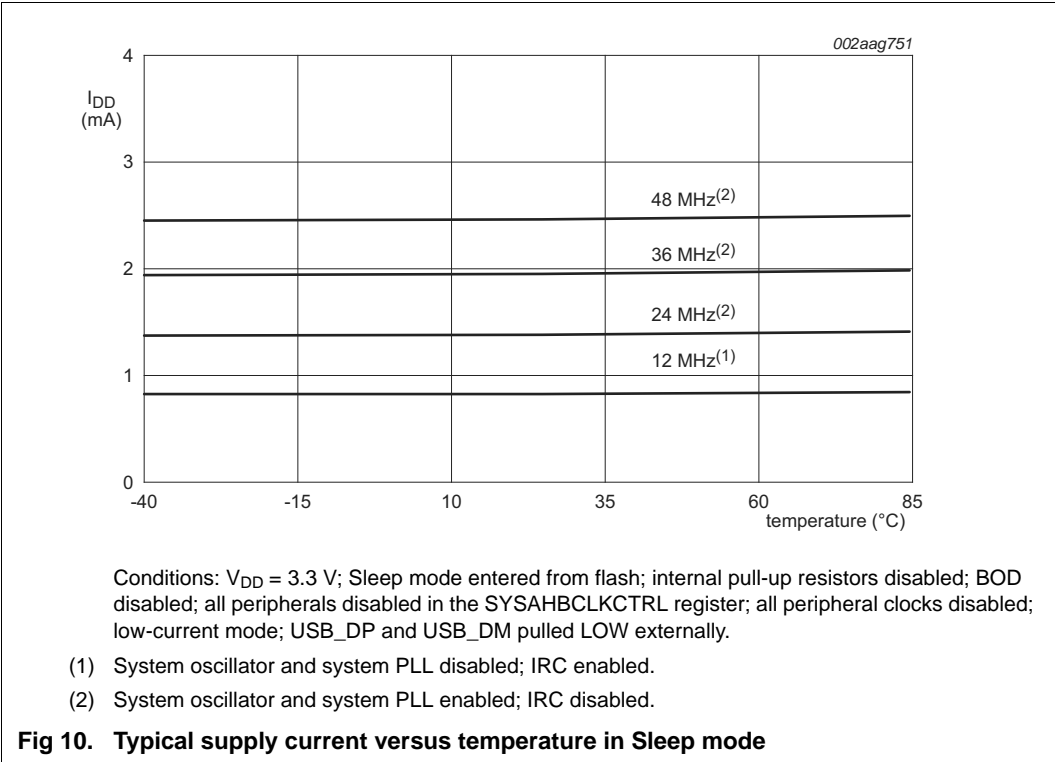 002aag751
4
I_DD
(mA)
3
48 MHz(2)
36 MHz(2)
2
24 MHz(2)
12 MHz(1)
1
0
-40 -15 10 35 60 85
temperature (°C)
Conditions: V_DD = 3.3 V; Sleep mode entered from flash; internal pull-up resistors disabled; BOD
disabled; all peripherals disabled in the SYSAHBCLKCTRL register; all peripheral clocks disabled;
low-current mode; USB_DP and USB_DM pulled LOW externally.
(1) System oscillator and system PLL disabled; IRC enabled.
(2) System oscillator and system PLL enabled; IRC disabled.
Fig 10. Typical supply current versus temperature in Sleep mode